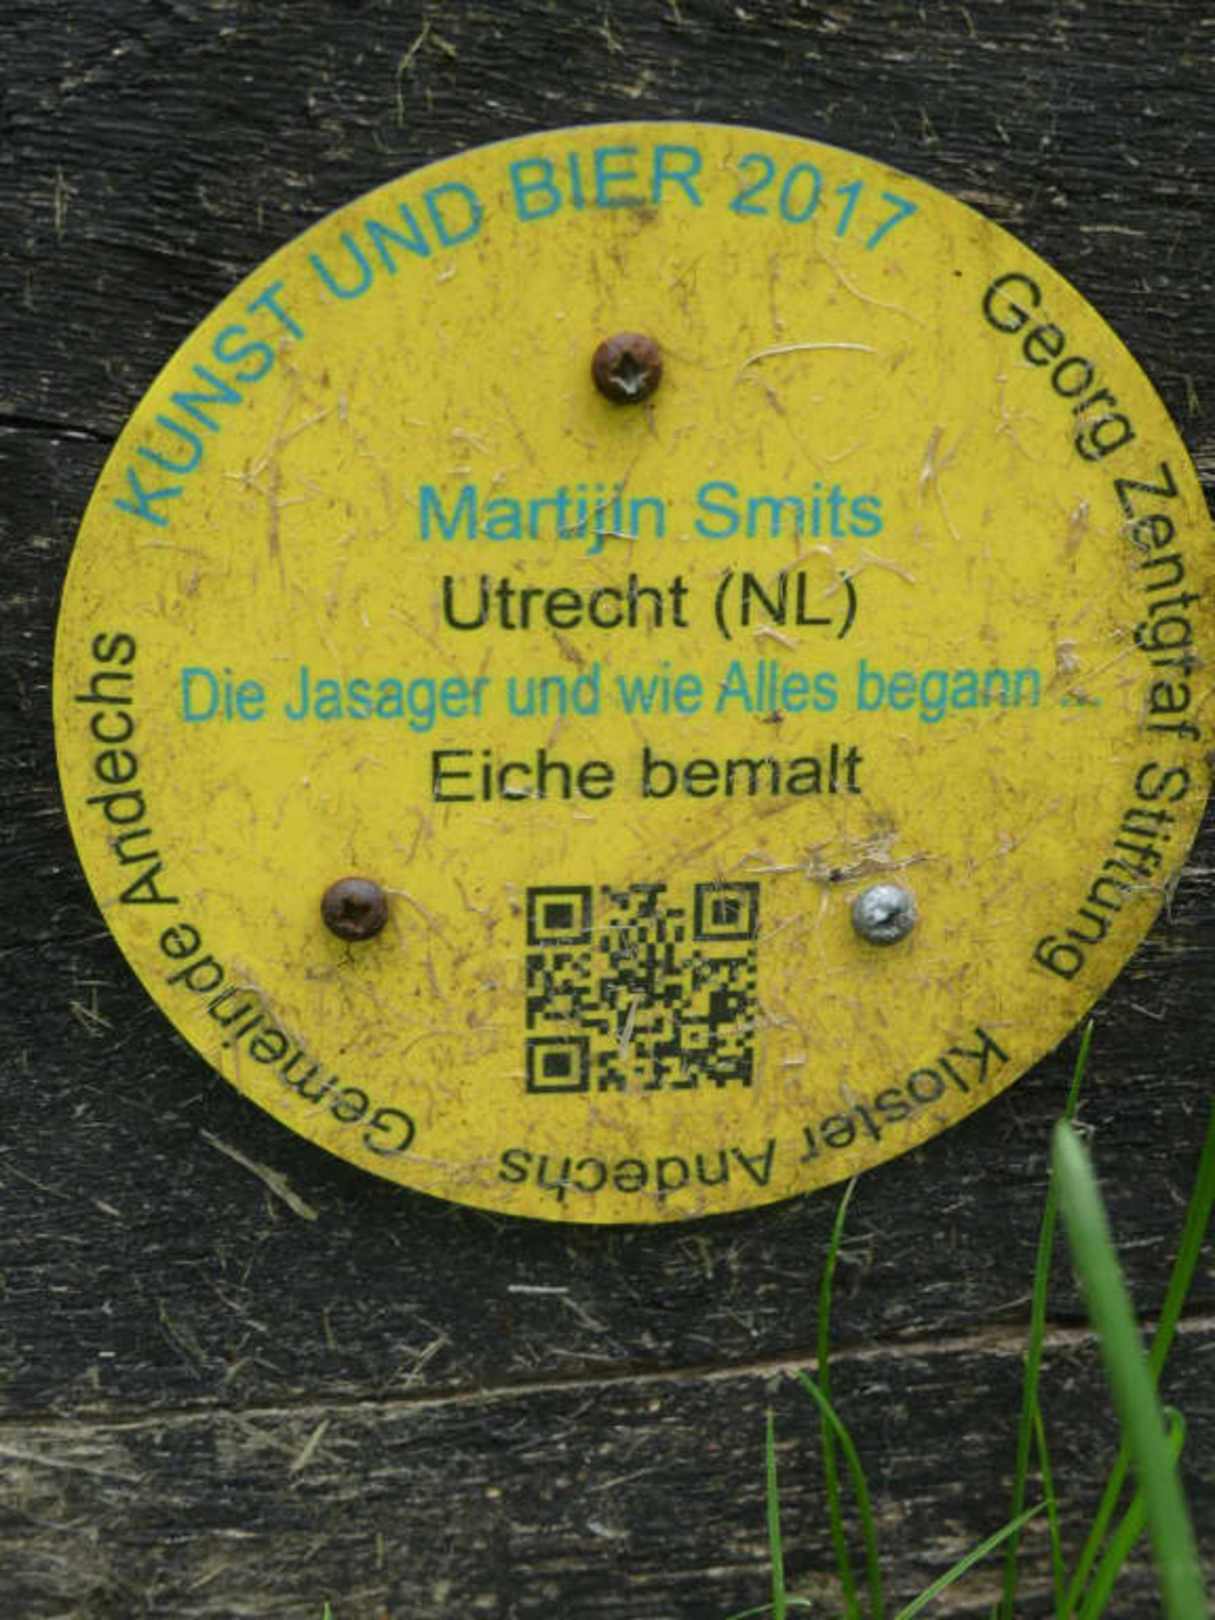 KUNST UND BIER 2017
Georg Zentgraf Stiftung
Kloster Andechs
Gemeinde Andechs
Martijin Smits
Utrecht (NL)
Die Jasager und wie Alles begann ...
Eiche bemalt